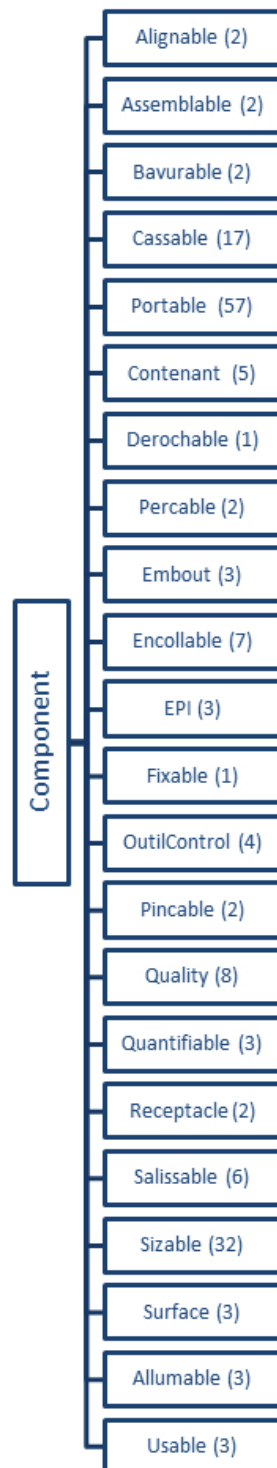 Component
Alignable (2)
Assemblable (2)
Bavurable (2)
Cassable (17)
Portable (57)
Contenant (5)
Derochable (1)
Percable (2)
Embout (3)
Encollable (7)
EPI (3)
Fixable (1)
OutilControl (4)
Pincable (2)
Quality (8)
Quantifiable (3)
Receptacle (2)
Salissable (6)
Sizable (32)
Surface (3)
Allumable (3)
Usable (3)